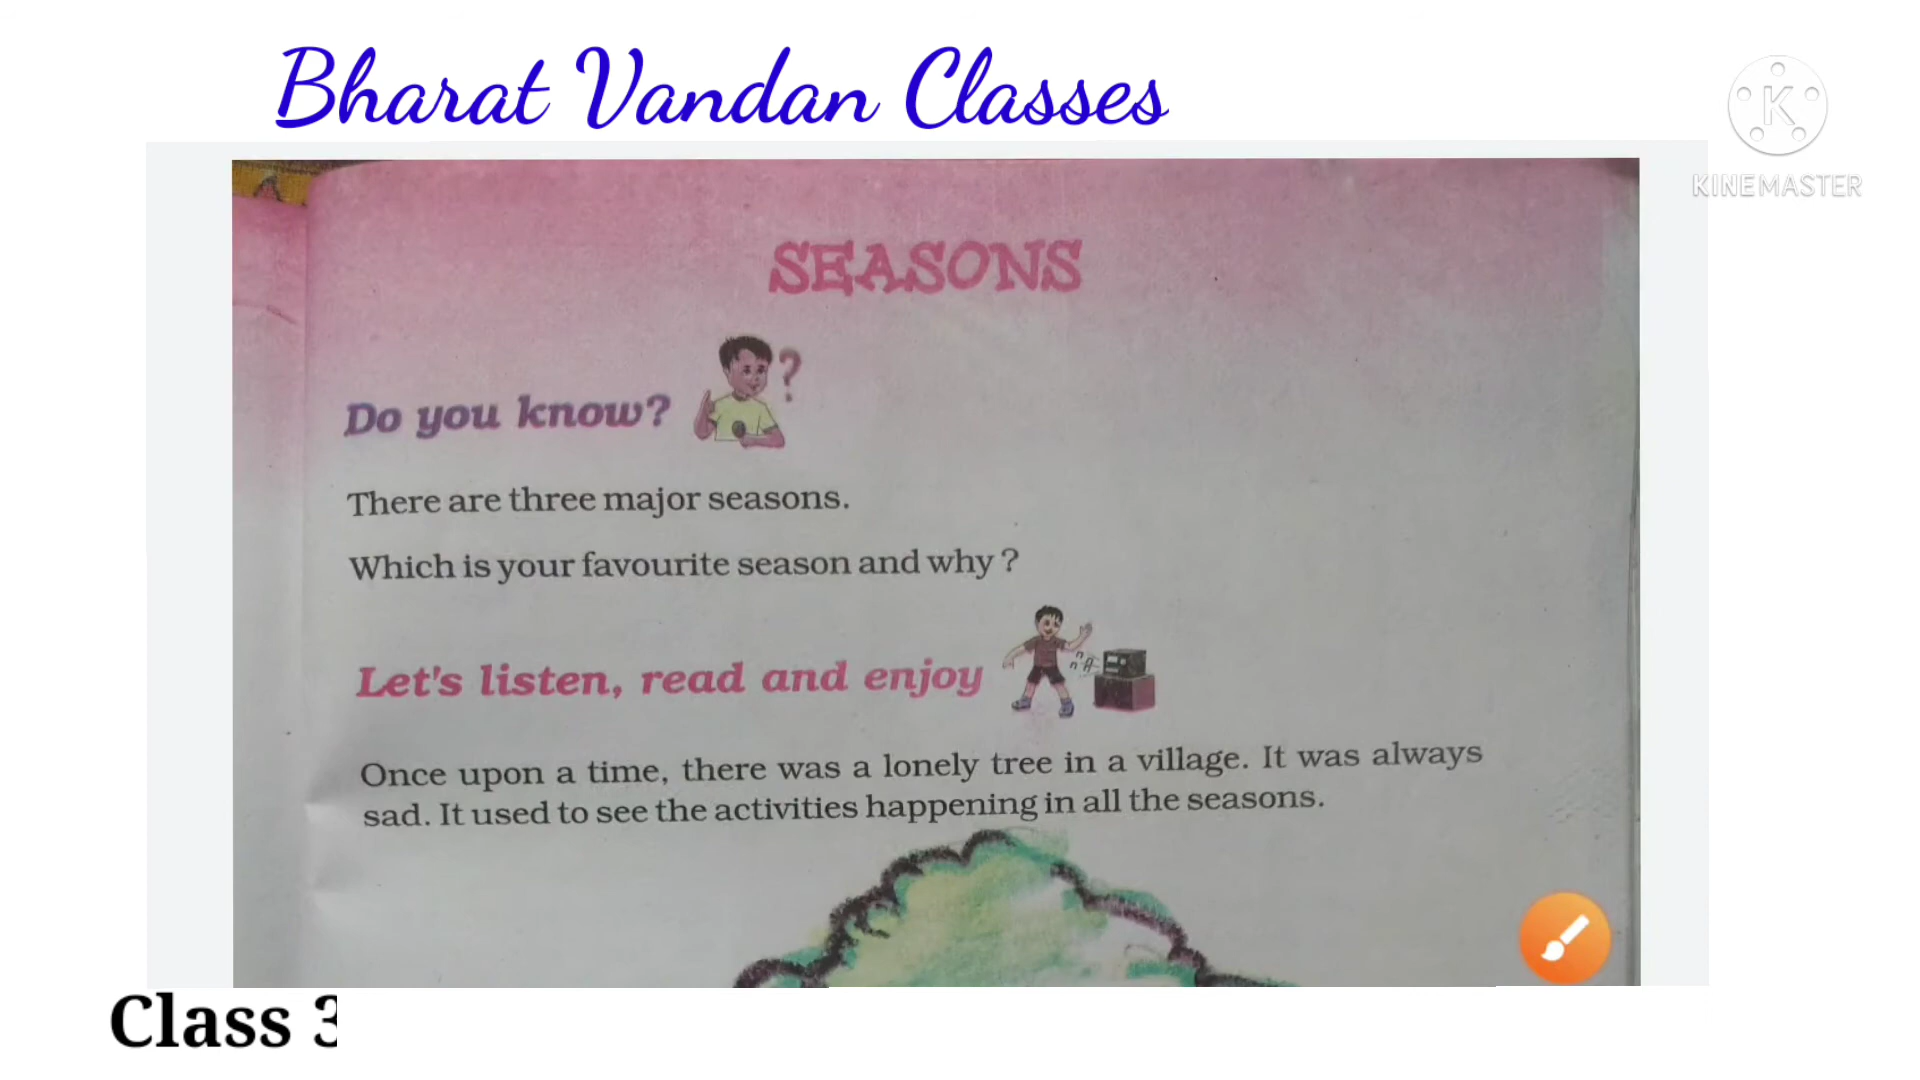 Bharat Vandan Classes
K
KINEMASTER
SEASONS
Do you know?
?
There are three major seasons.
Which is your favourite season and why?
Let's listen, read and enjoy
Once upon a time, there was a lonely tree in a village. It was always
sad. It used to see the activities happening in all the seasons.
Class 3